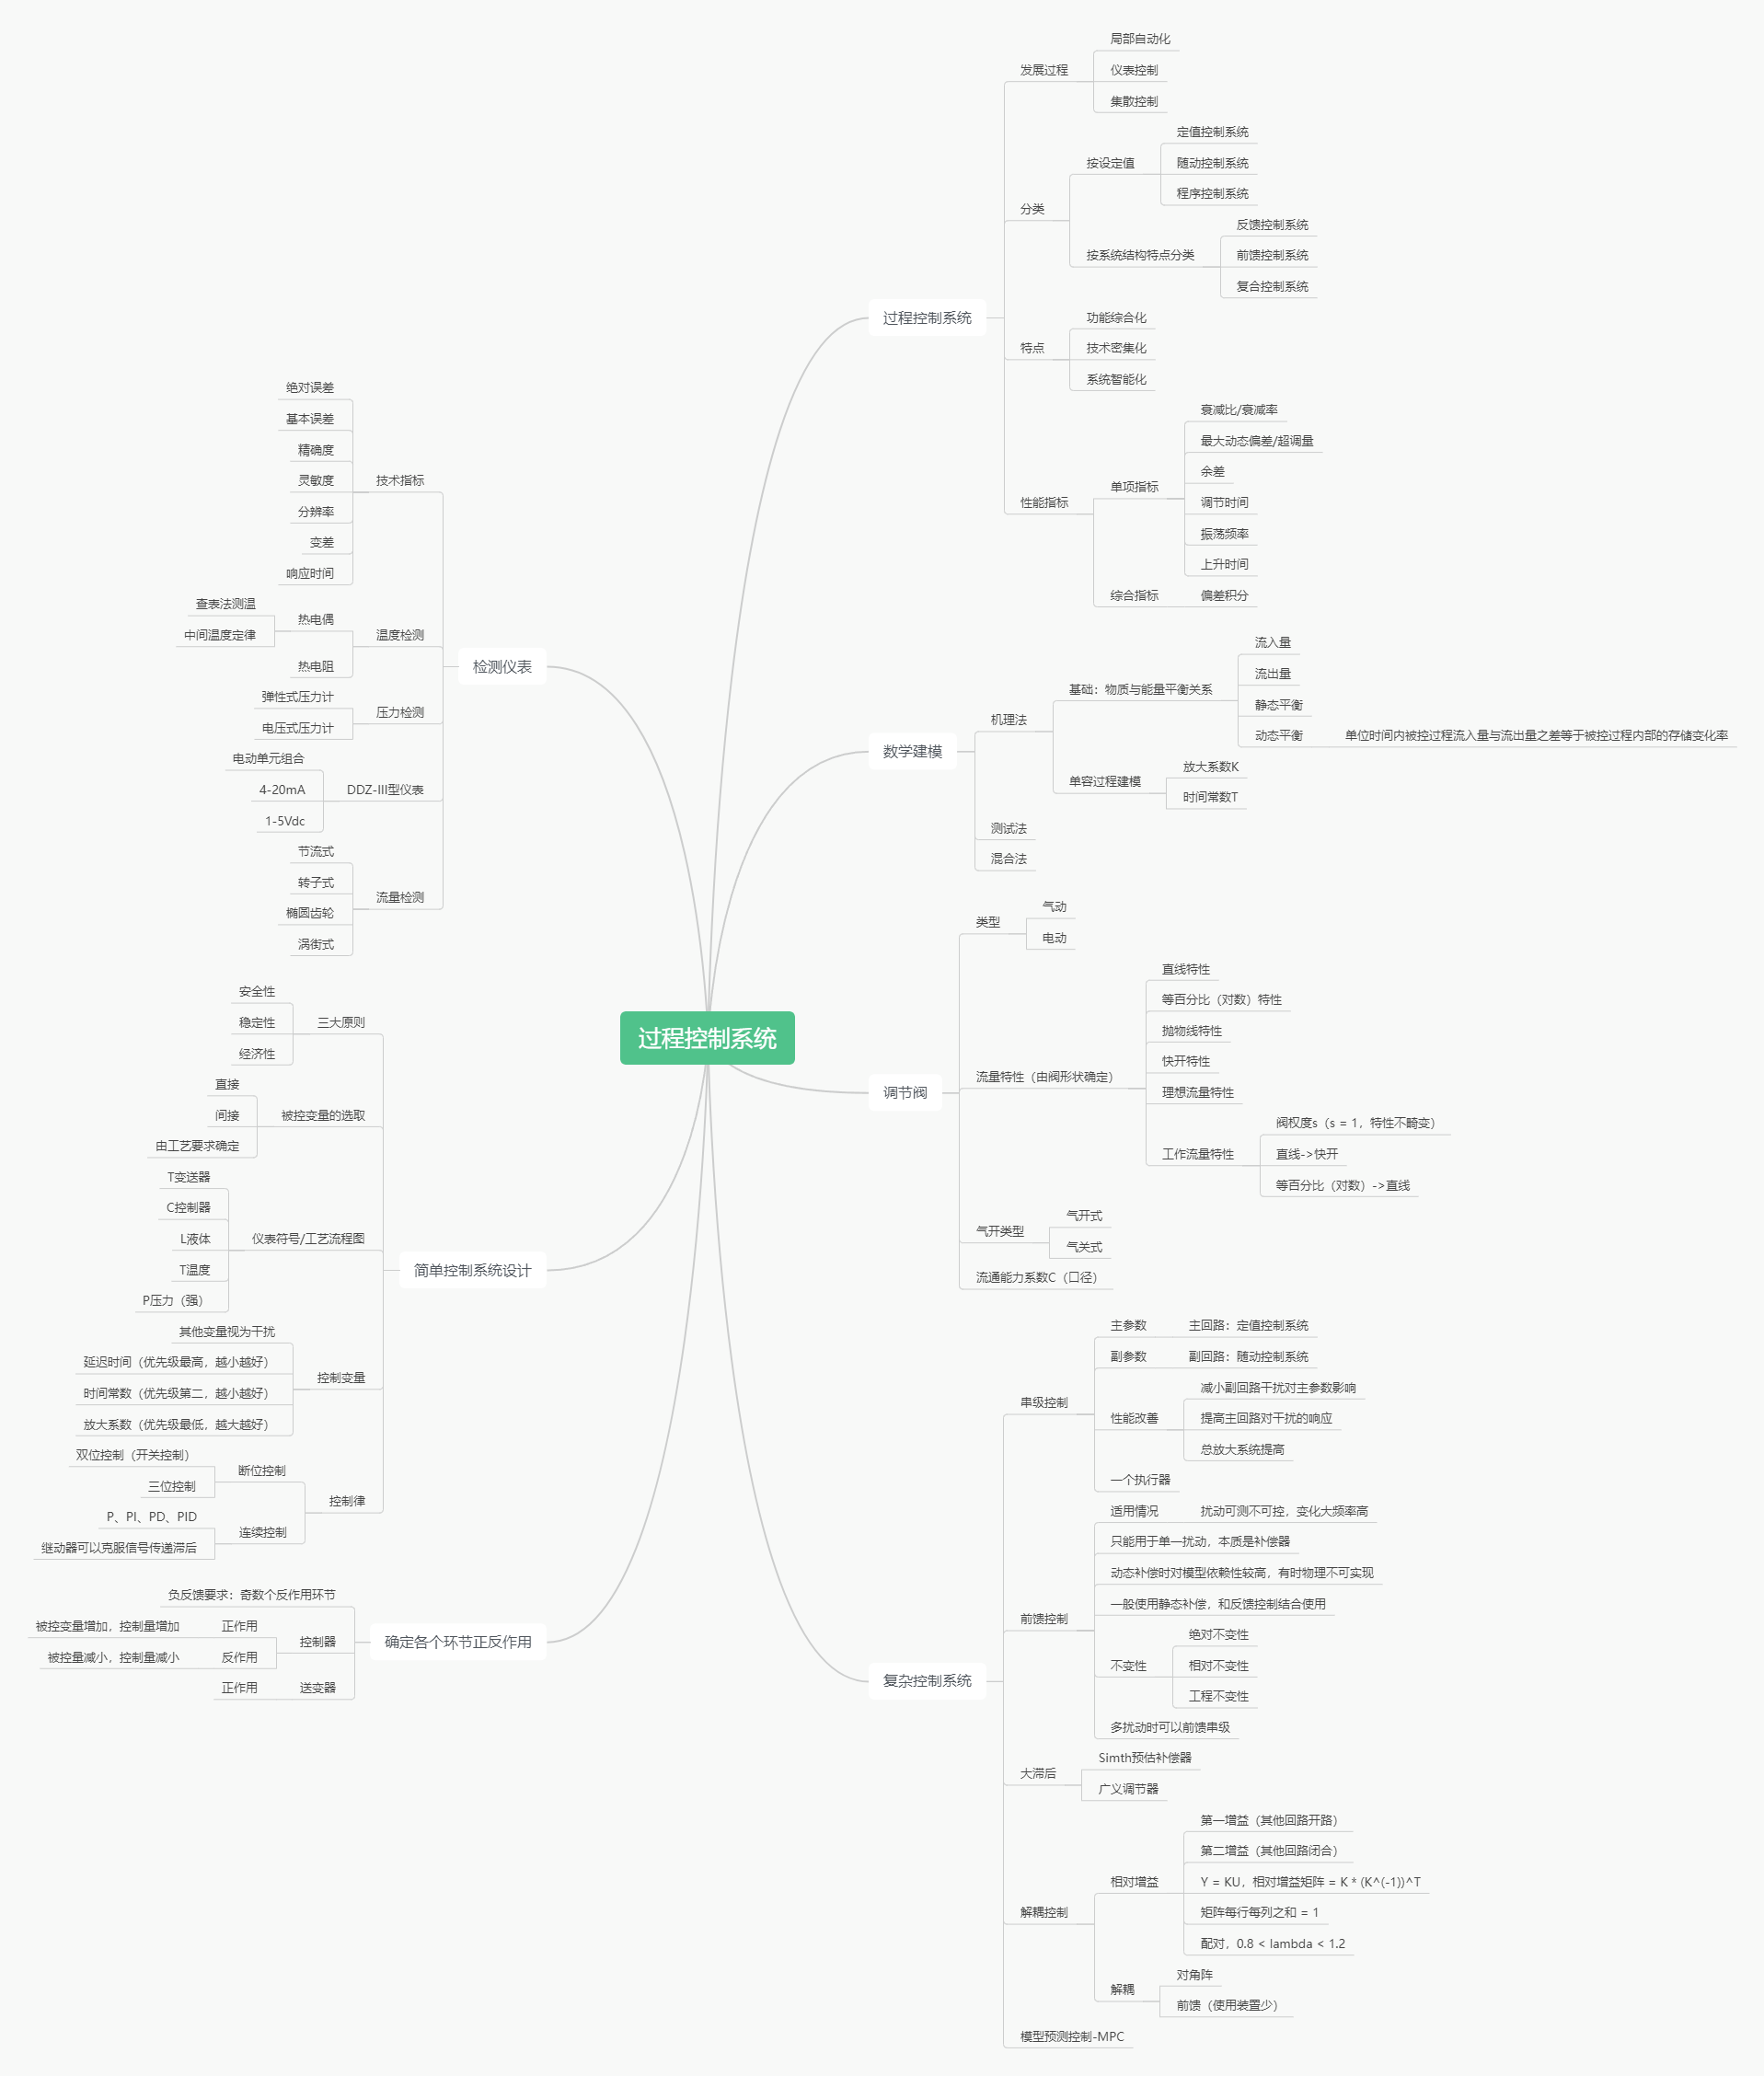 过程控制系统
过程控制系统
发展过程
局部自动化
仪表控制
集散控制
分类
按设定值
定值控制系统
随动控制系统
程序控制系统
按系统结构特点分类
反馈控制系统
前馈控制系统
复合控制系统
特点
功能综合化
技术密集化
系统智能化
性能指标
单项指标
衰减比/衰减率
最大动态偏差/超调量
余差
调节时间
振荡频率
上升时间
综合指标
偏差积分
数学建模
机理法
基础：物质与能量平衡关系
流入量
流出量
静态平衡
动态平衡
单位时间内被控过程流入量与流出量之差等于被控过程内部的存储变化率
单容过程建模
放大系数K
时间常数T
测试法
混合法
调节阀
类型
气动
电动
流量特性（由阀形状确定）
直线特性
等百分比（对数）特性
抛物线特性
快开特性
理想流量特性
工作流量特性
阀权度s（s = 1，特性不畸变）
直线->快开
等百分比（对数）->直线
气开类型
气开式
气关式
流通能力系数C（口径）
复杂控制系统
串级控制
主参数
主回路：定值控制系统
副参数
副回路：随动控制系统
性能改善
减小副回路干扰对主参数影响
提高主回路对干扰的响应
总放大系统提高
一个执行器
前馈控制
适用情况
扰动可测不可控，变化大频率高
只能用于单一扰动，本质是补偿器
动态补偿时对模型依赖性较高，有时物理不可实现
一般使用静态补偿，和反馈控制结合使用
不变性
绝对不变性
相对不变性
工程不变性
多扰动时可以前馈串级
大滞后
Simth预估补偿器
广义调节器
解耦控制
相对增益
第一增益（其他回路开路）
第二增益（其他回路闭合）
Y = KU，相对增益矩阵 = K * (K^(-1))^T
矩阵每行每列之和 = 1
配对，0.8 < lambda < 1.2
解耦
对角阵
前馈（使用装置少）
模型预测控制-MPC
检测仪表
技术指标
绝对误差
基本误差
精确度
灵敏度
分辨率
变差
响应时间
温度检测
热电偶
查表法测温
中间温度定律
热电阻
压力检测
弹性式压力计
电压式压力计
DDZ-III型仪表
电动单元组合
4-20mA
1-5Vdc
流量检测
节流式
转子式
椭圆齿轮
涡街式
简单控制系统设计
三大原则
安全性
稳定性
经济性
被控变量的选取
直接
间接
由工艺要求确定
仪表符号/工艺流程图
T变送器
C控制器
L液体
T温度
P压力（强）
控制变量
其他变量视为干扰
延迟时间（优先级最高，越小越好）
时间常数（优先级第二，越小越好）
放大系数（优先级最低，越大越好）
控制律
断位控制
双位控制（开关控制）
三位控制
连续控制
P、PI、PD、PID
继动器可以克服信号传递滞后
确定各个环节正反作用
负反馈要求：奇数个反作用环节
控制器
正作用
被控变量增加，控制量增加
反作用
被控量减小，控制量减小
送变器
正作用